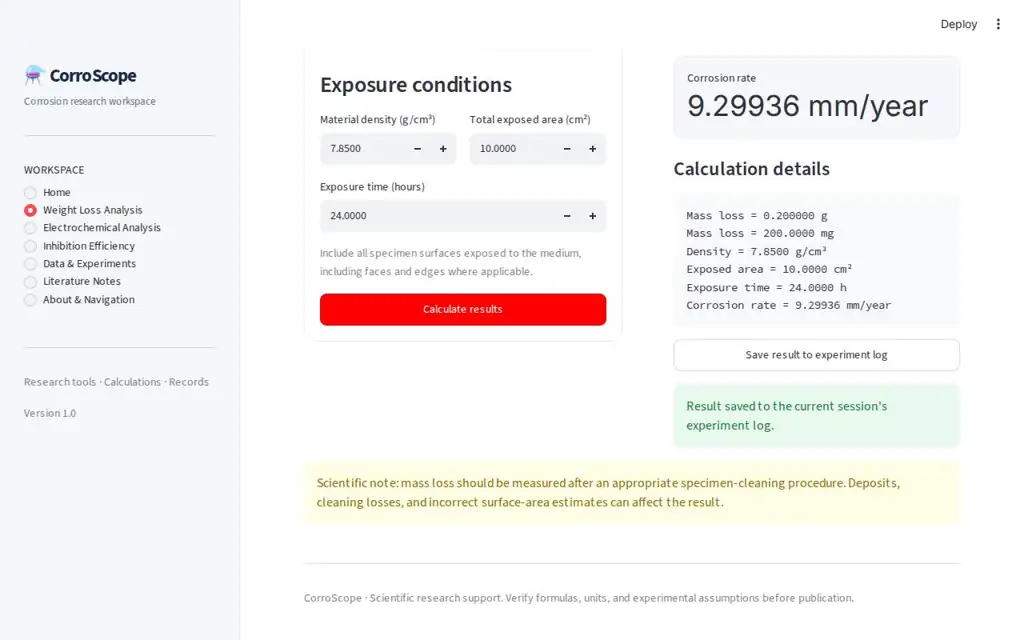 Deploy
CorroScope
Corrosion research workspace
WORKSPACE
Home
Weight Loss Analysis
Electrochemical Analysis
Inhibition Efficiency
Data & Experiments
Literature Notes
About & Navigation
Research tools · Calculations · Records
Version 1.0
Exposure conditions
Material density (g/cm³)
Total exposed area (cm²)
7.8500
10.0000
Exposure time (hours)
24.0000
Include all specimen surfaces exposed to the medium,
including faces and edges where applicable.
Calculate results
Corrosion rate
9.29936 mm/year
Calculation details
Mass loss = 0.200000 g
Mass loss = 200.0000 mg
Density = 7.8500 g/cm³
Exposed area = 10.0000 cm²
Exposure time = 24.0000 h
Corrosion rate = 9.29936 mm/year
Save result to experiment log
Result saved to the current session's
experiment log.
Scientific note: mass loss should be measured after an appropriate specimen-cleaning procedure. Deposits,
cleaning losses, and incorrect surface-area estimates can affect the result.
CorroScope · Scientific research support. Verify formulas, units, and experimental assumptions before publication.